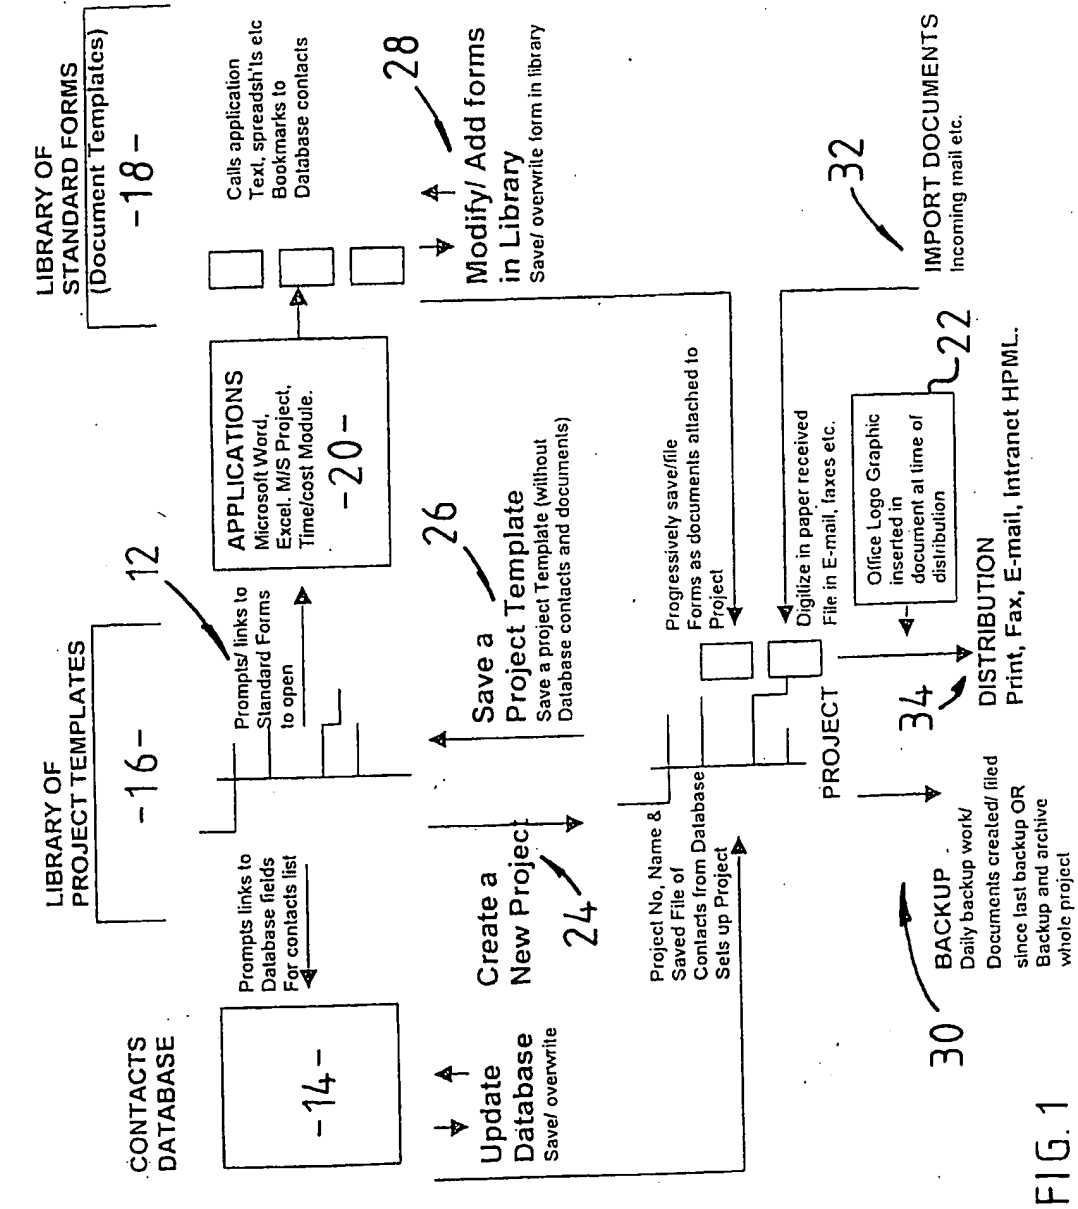 CONTACTS
DATABASE
-14-
Update
Database
Save/ overwrite
LIBRARY OF
PROJECT TEMPLATES
-16-
12
Prompts links to
Database fields
For contacts list
Prompts/ links to
Standard Forms
to open
LIBRARY OF
STANDARD FORMS
(Document Templates)
-18-
APPLICATIONS
Microsoft Word,
Excel. M/S Project,
Time/cost Module.
-20-
Calls application
Text, spreadsh'ts etc
Bookmarks to
Database contacts
28
Modify/ Add forms
in Library
Save/ overwrite form in library
Create a
New Project
24
26
Save a
Project Template
Save a project Template (without
Database contacts and documents)
Project No, Name &
Saved File of
Contacts from Database
Sets up Project
Progressively save/file
Forms as documents attached to
Project
Digilize in paper received
File in E-mail, faxes etc.
32
IMPORT DOCUMENTS
Incoming mail etc.
PROJECT
Office Logo Graphic
inserted in
document at time of
distribution
22
30
BACKUP
Daily backup work/
Documents created/ filed
since last backup OR
Backup and archive
whole project
34
DISTRIBUTION
Print, Fax, E-mail, Intranct HPML.
FIG. 1